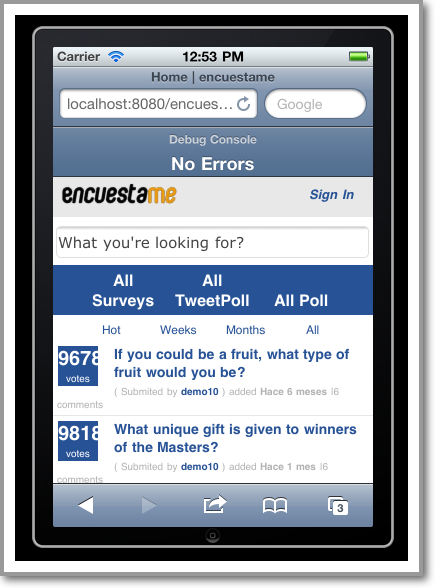 Carrier 12:53 PM
Home | encuestame
localhost:8080/encues... Google
Debug Console
No Errors
encuestame Sign In
What you're looking for?
All Surveys All TweetPoll All Poll
Hot Weeks Months All
9678 votes
If you could be a fruit, what type of
fruit would you be?
( Submited by demo10 ) added Hace 6 meses |6
comments
9818 votes
What unique gift is given to winners
of the Masters?
( Submited by demo10 ) added Hace 1 mes |6
comments
3